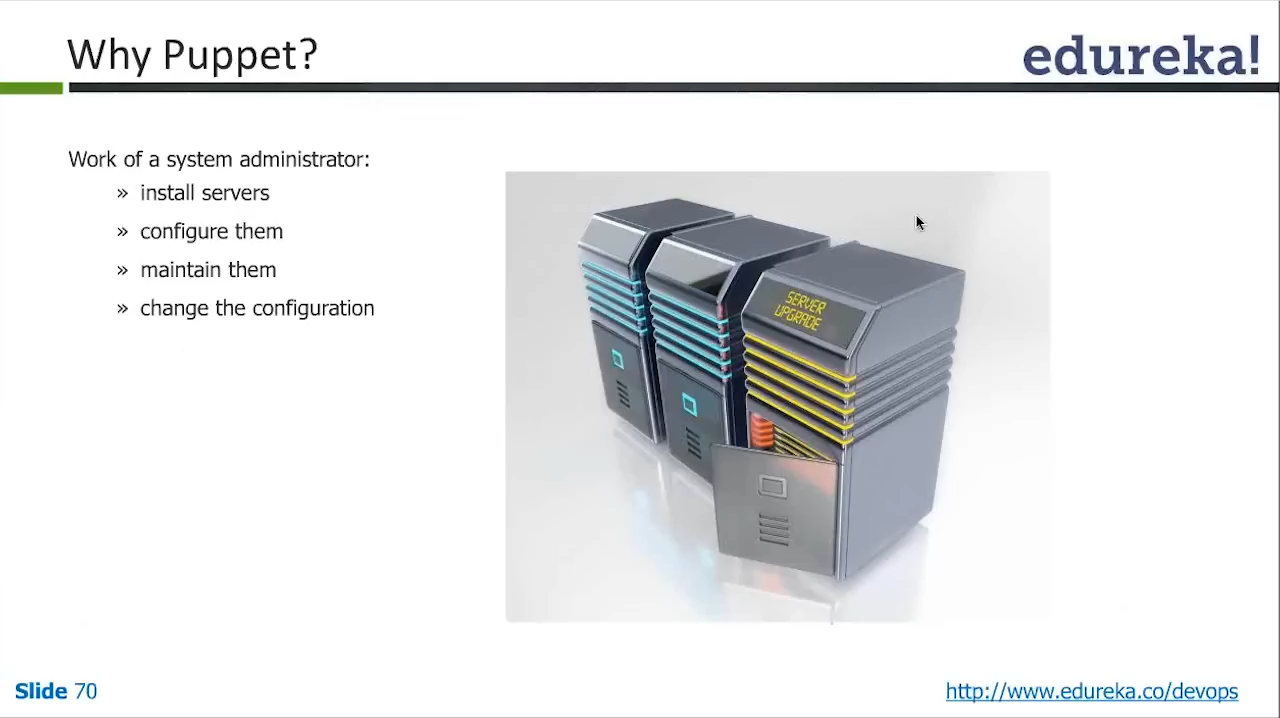 Why Puppet?
edureka!
Work of a system administrator:
» install servers
» configure them
» maintain them
» change the configuration
SERVER
UPGRADE
Slide 70
http://www.edureka.co/devops